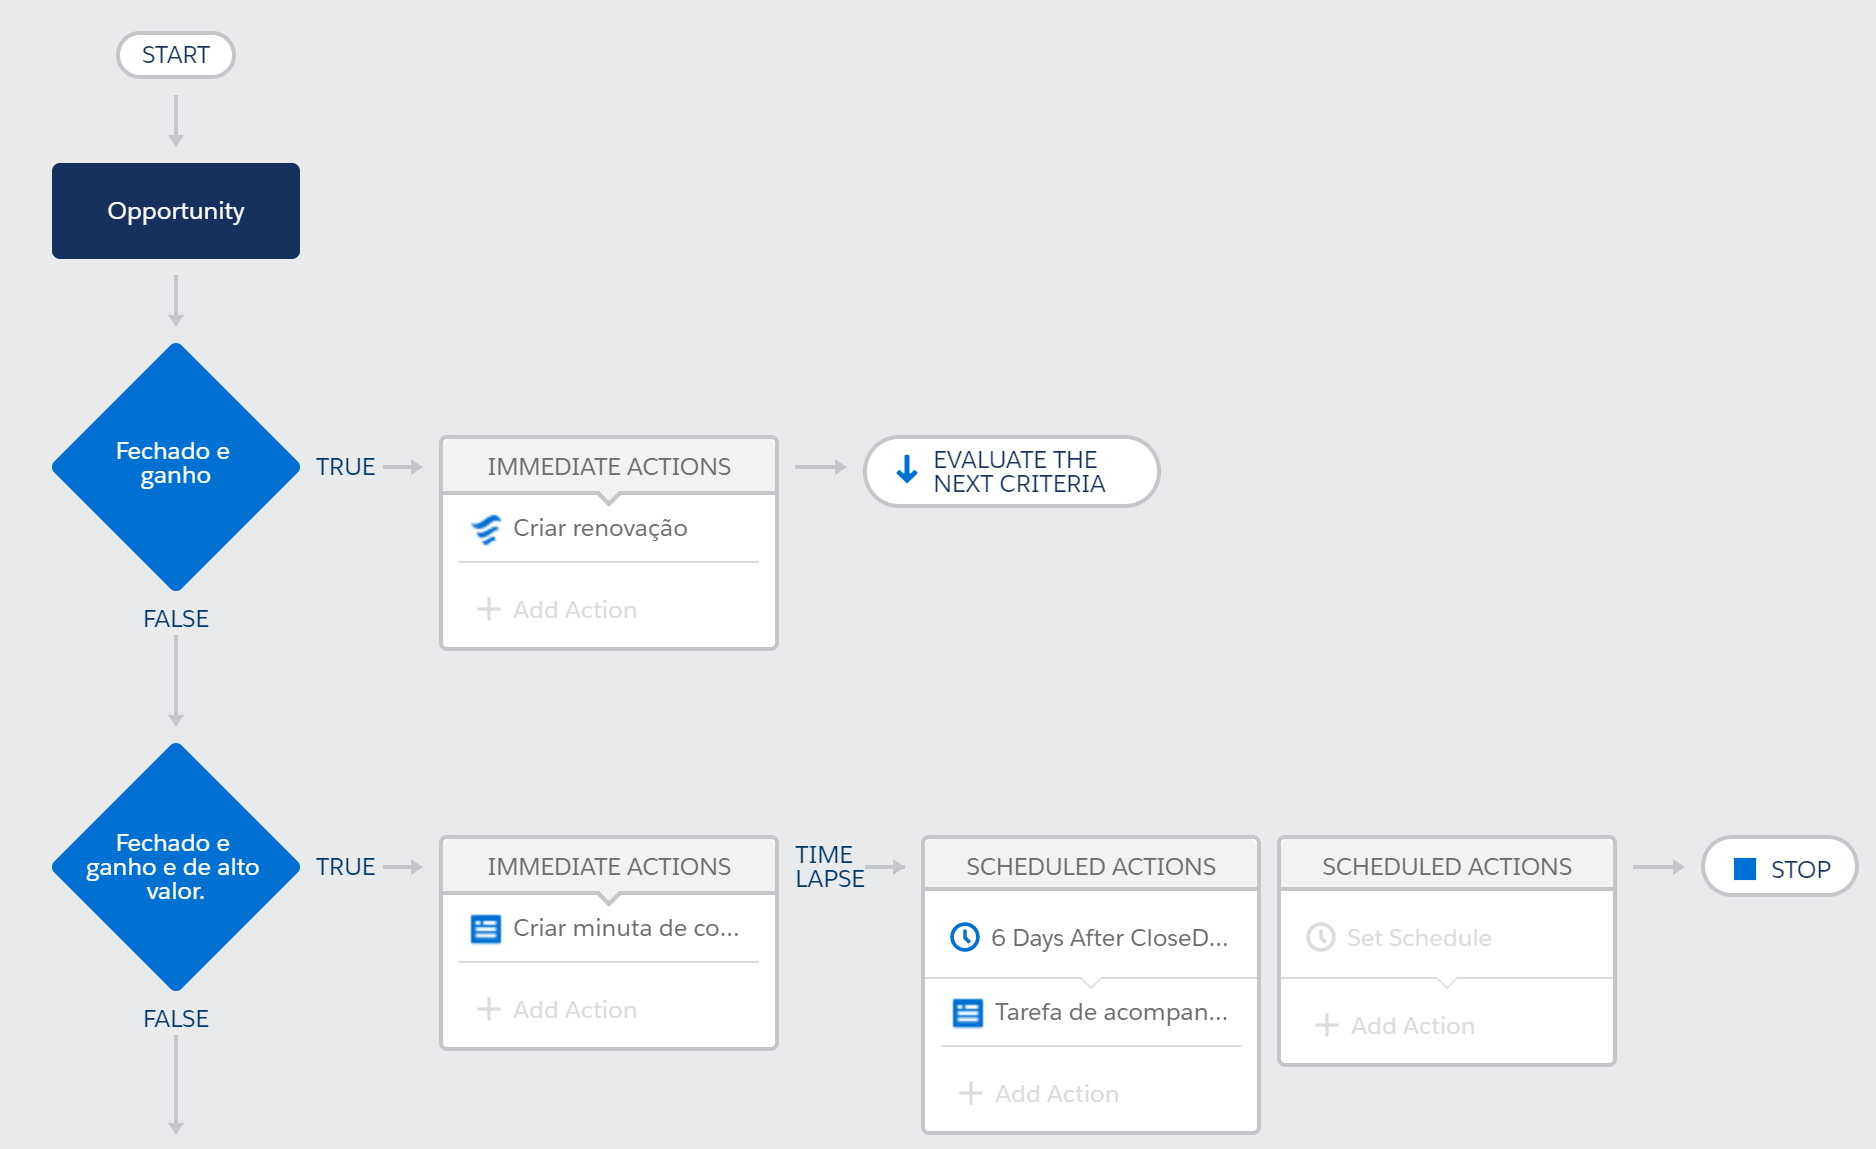 START
Opportunity
Fechado e
ganho
TRUE
IMMEDIATE ACTIONS
Criar renovação
Add Action
EVALUATE THE
NEXT CRITERIA
FALSE
Fechado e
ganho e de alto
valor.
TRUE
IMMEDIATE ACTIONS
Criar minuta de co...
Add Action
TIME
LAPSE
SCHEDULED ACTIONS
6 Days After CloseD...
Tarefa de acompan...
Add Action
SCHEDULED ACTIONS
Set Schedule
Add Action
STOP
FALSE